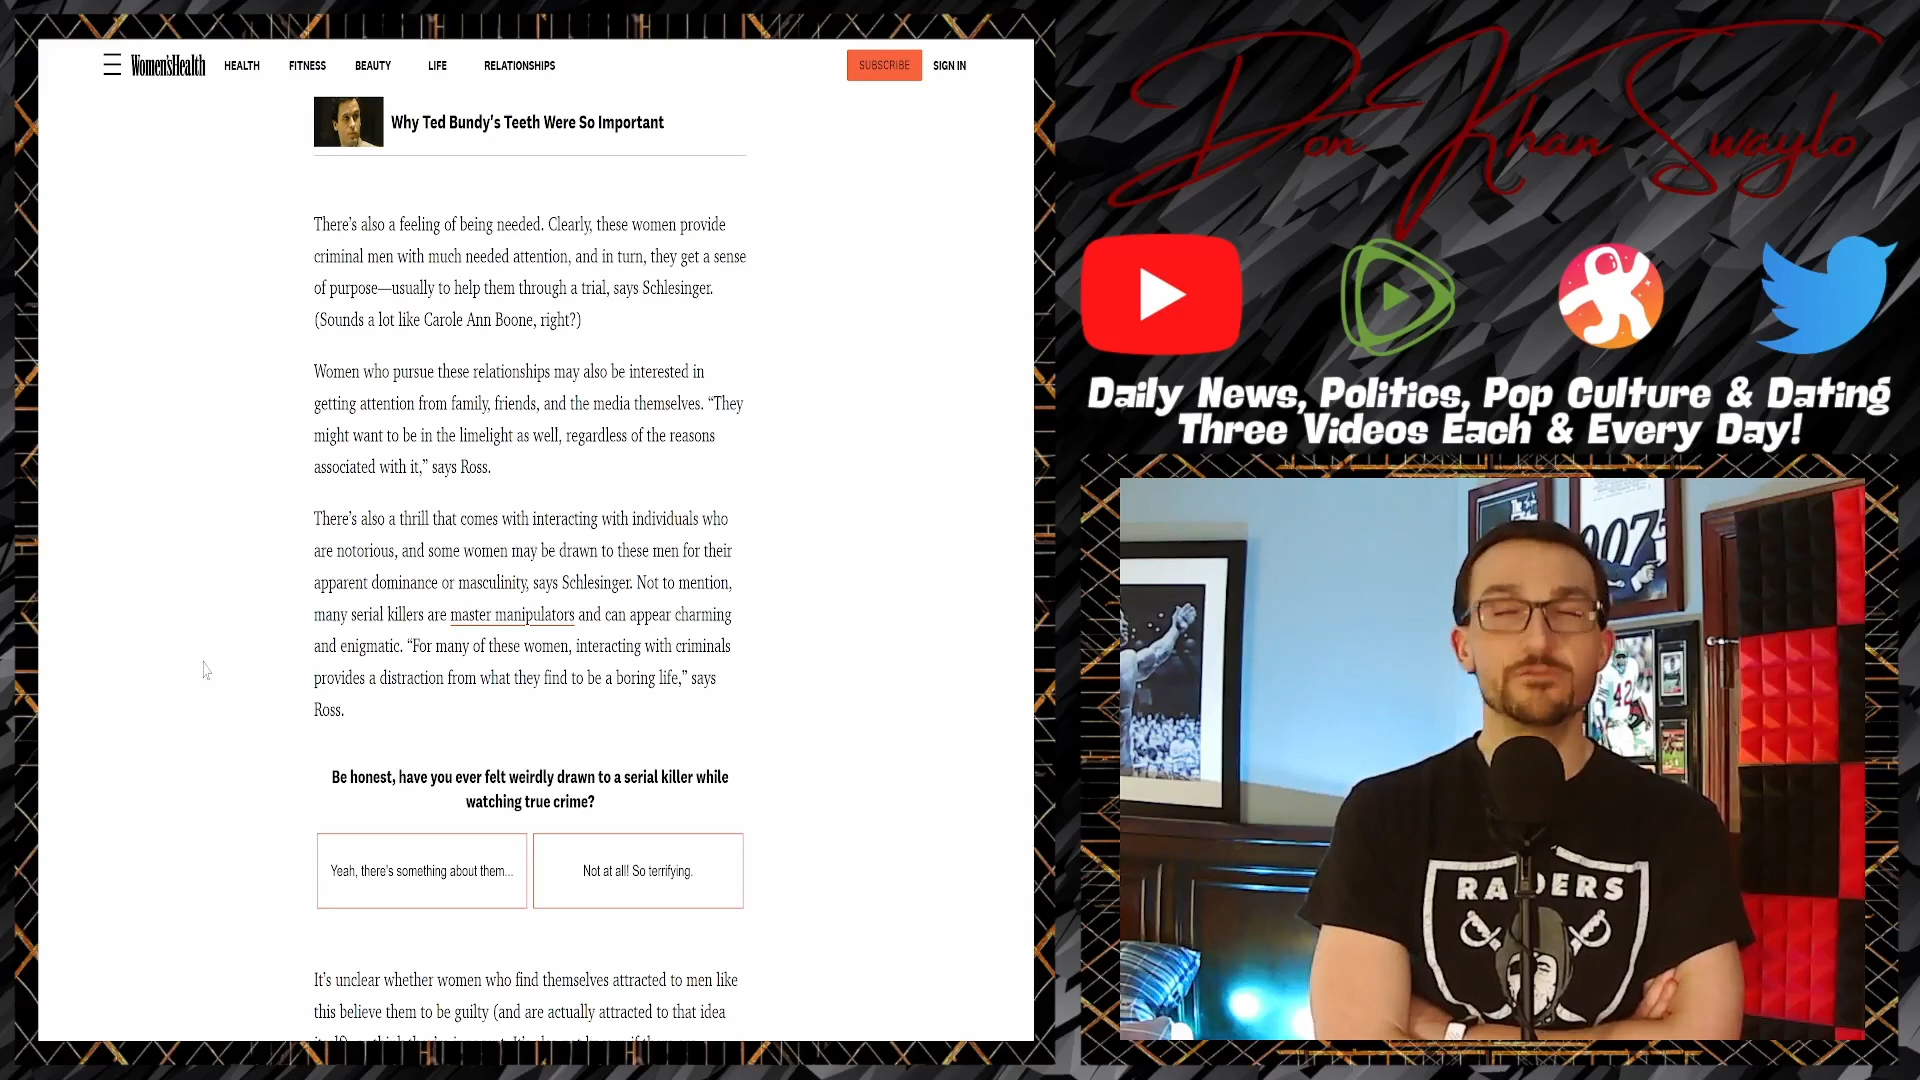 Women'sHealth
HEALTH
FITNESS
BEAUTY
LIFE
RELATIONSHIPS
SUBSCRIBE
SIGN IN
Why Ted Bundy's Teeth Were So Important
There’s also a feeling of being needed. Clearly, these women provide
criminal men with much needed attention, and in turn, they get a sense
of purpose—usually to help them through a trial, says Schlesinger.
(Sounds a lot like Carole Ann Boone, right?)
Women who pursue these relationships may also be interested in
getting attention from family, friends, and the media themselves. “They
might want to be in the limelight as well, regardless of the reasons
associated with it,” says Ross.
There’s also a thrill that comes with interacting with individuals who
are notorious, and some women may be drawn to these men for their
apparent dominance or masculinity, says Schlesinger. Not to mention,
many serial killers are master manipulators and can appear charming
and enigmatic. “For many of these women, interacting with criminals
provides a distraction from what they find to be a boring life,” says
Ross.
Be honest, have you ever felt weirdly drawn to a serial killer while
watching true crime?
Yeah, there's something about them...
Not at all! So terrifying.
It’s unclear whether women who find themselves attracted to men like
this believe them to be guilty (and are actually attracted to that idea
Don Khan Swaylo
Daily News, Politics, Pop Culture & Dating
Three Videos Each & Every Day!
007
42
RAIDERS